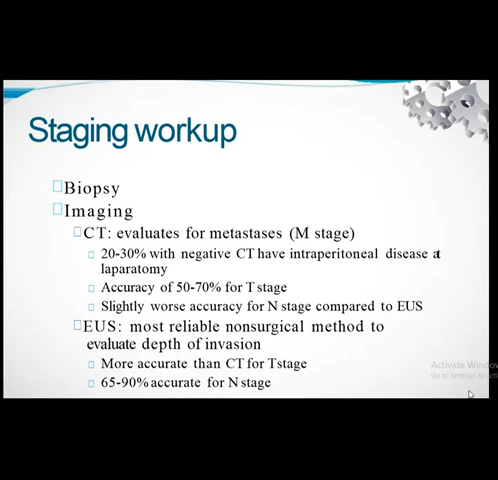 Staging workup
Biopsy
Imaging
CT: evaluates for metastases (M stage)
20-30% with negative CT have intraperitoneal disease at
laparatomy
Accuracy of 50-70% for T stage
Slightly worse accuracy for N stage compared to EUS
EUS: most reliable nonsurgical method to
evaluate depth of invasion
More accurate than CT for T stage
65-90% accurate for N stage
Activate Windo
Go to Settings to acti